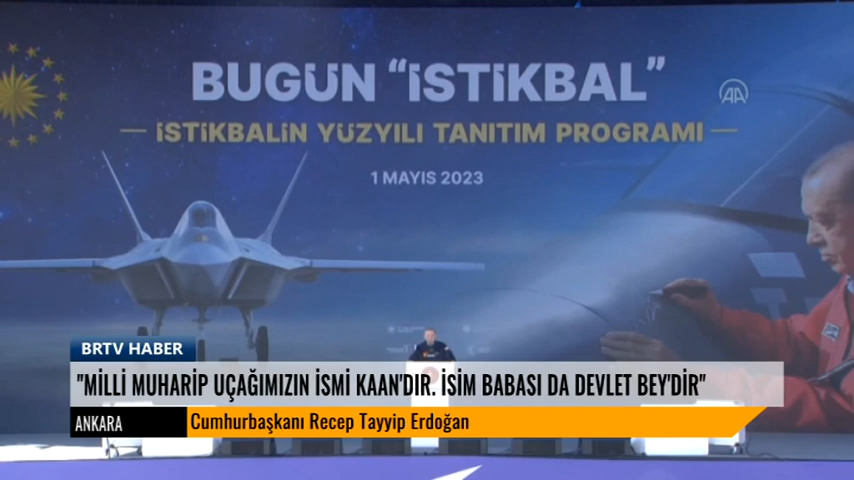 BUGÜN “İSTİKBAL”
AA
— İSTİKBALİN YÜZYILI TANITIM PROGRAMI —
1 MAYIS 2023
BRTV HABER
"MİLLİ MUHARİP UÇAĞIMIZIN İSMİ KAAN'DIR. İSİM BABASI DA DEVLET BEY'DİR"
ANKARA
Cumhurbaşkanı Recep Tayyip Erdoğan